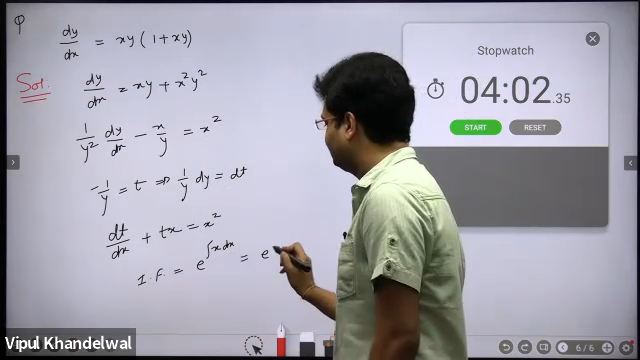 Q dy/dx = xy (1 + xy)
Sol. dy/dx = xy + x²y²
1/y² dy/dx - x/y = x²
-1/y = t ⇒ 1/y dy = dt
dt/dx + tx = x²
I.F. = e^∫x dx = e
Stopwatch
04:02.35
START RESET
Vipul Khandelwal
6 / 6